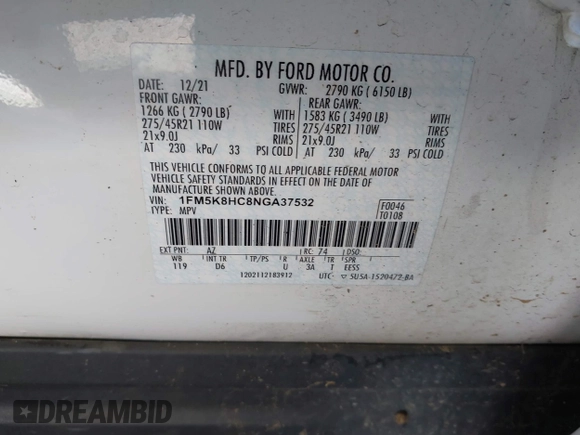 MFD. BY FORD MOTOR CO.
DATE: 12/21 GVWR: 2790 KG ( 6150 LB)
FRONT GAWR: REAR GAWR:
1266 KG ( 2790 LB) WITH 1583 KG ( 3490 LB) WITH
275/45R21 110W TIRES 275/45R21 110W TIRES
21x9.0J RIMS 21x9.0J RIMS
AT 230 kPa/ 33 PSI COLD AT 230 kPa/ 33 PSI COLD
THIS VEHICLE CONFORMS TO ALL APPLICABLE FEDERAL MOTOR
VEHICLE SAFETY STANDARDS IN EFFECT ON THE DATE OF
MANUFACTURE SHOWN ABOVE.
VIN: 1FM5K8HC8NGA37532 F0046
TYPE: MPV T0108
EXT PNT: AZ RC: 74 DSO:
WB INT TR TP/PS R AXLE TR SPR
119 D6 U 3A T EESS
1202112183912 UTC ▽ 5U5A-1520472-BA
DREAMBID